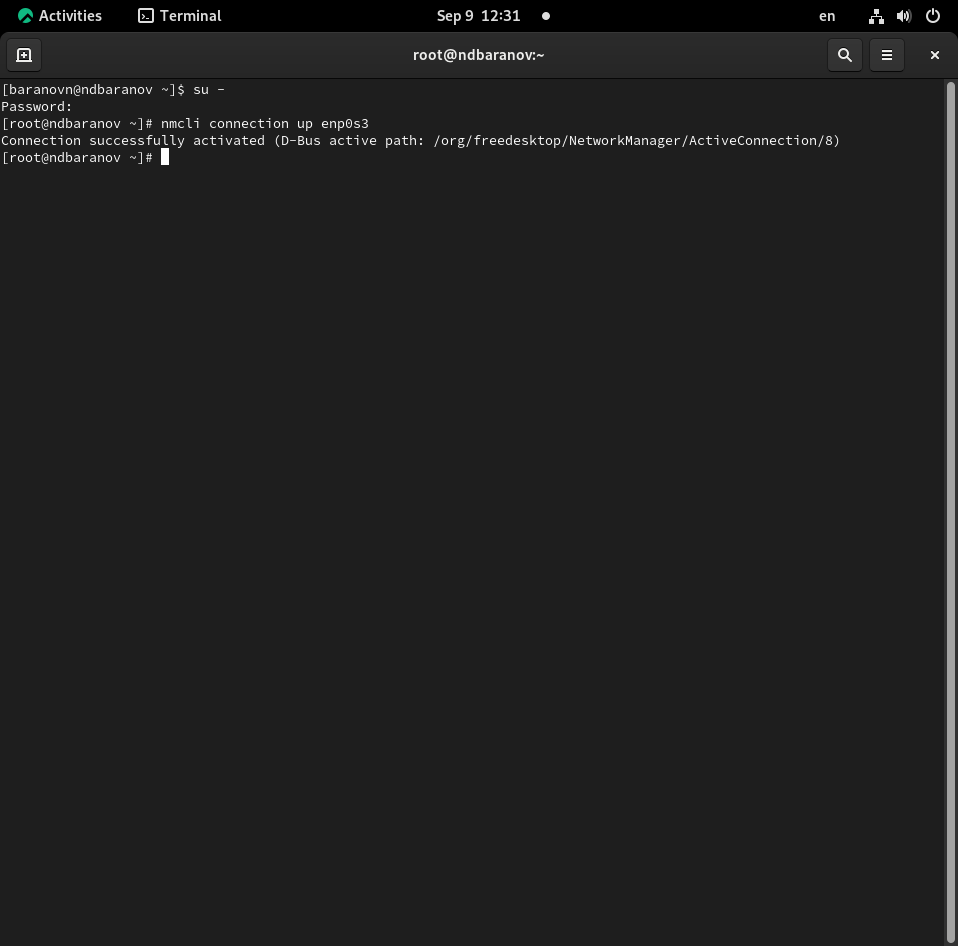 Activities Terminal Sep 9 12:31 en
root@ndbaranov:~
[baranovn@ndbaranov ~]$ su -
Password:
[root@ndbaranov ~]# nmcli connection up enp0s3
Connection successfully activated (D-Bus active path: /org/freedesktop/NetworkManager/ActiveConnection/8)
[root@ndbaranov ~]#